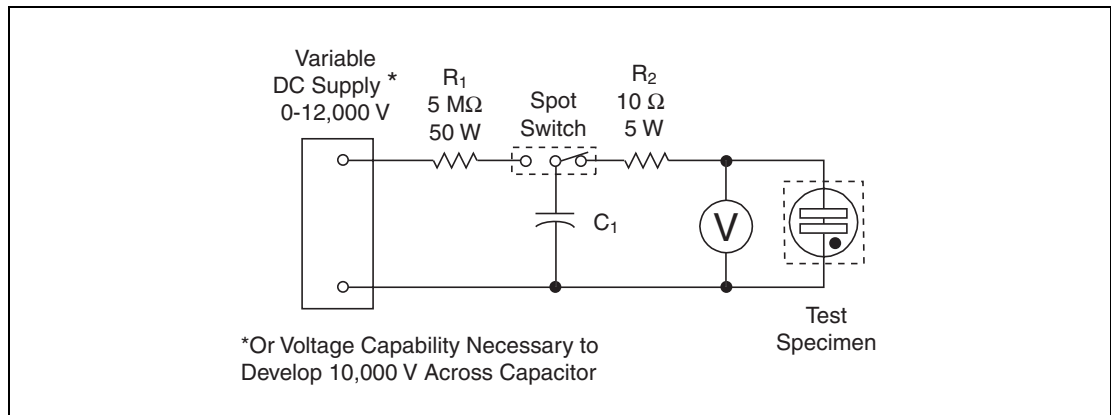 Variable
DC Supply *
0-12,000 V
R1
5 MΩ
50 W
Spot
Switch
R2
10 Ω
5 W
C1
V
Test
Specimen
*Or Voltage Capability Necessary to
Develop 10,000 V Across Capacitor